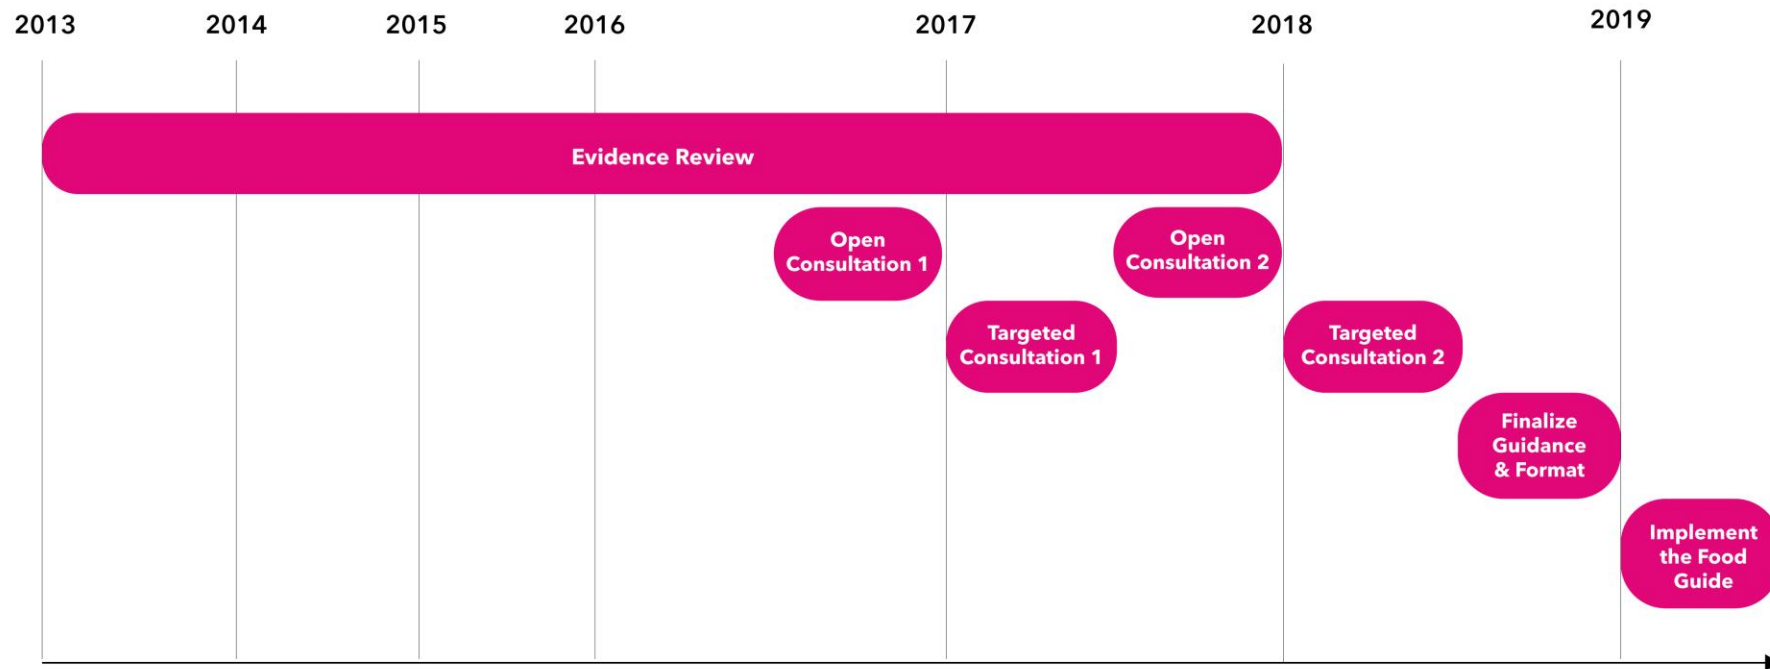 2013 2014 2015 2016 2017 2018 2019
Evidence Review
Open
Consultation 1
Open
Consultation 2
Targeted
Consultation 1
Targeted
Consultation 2
Finalize
Guidance
& Format
Implement
the Food
Guide